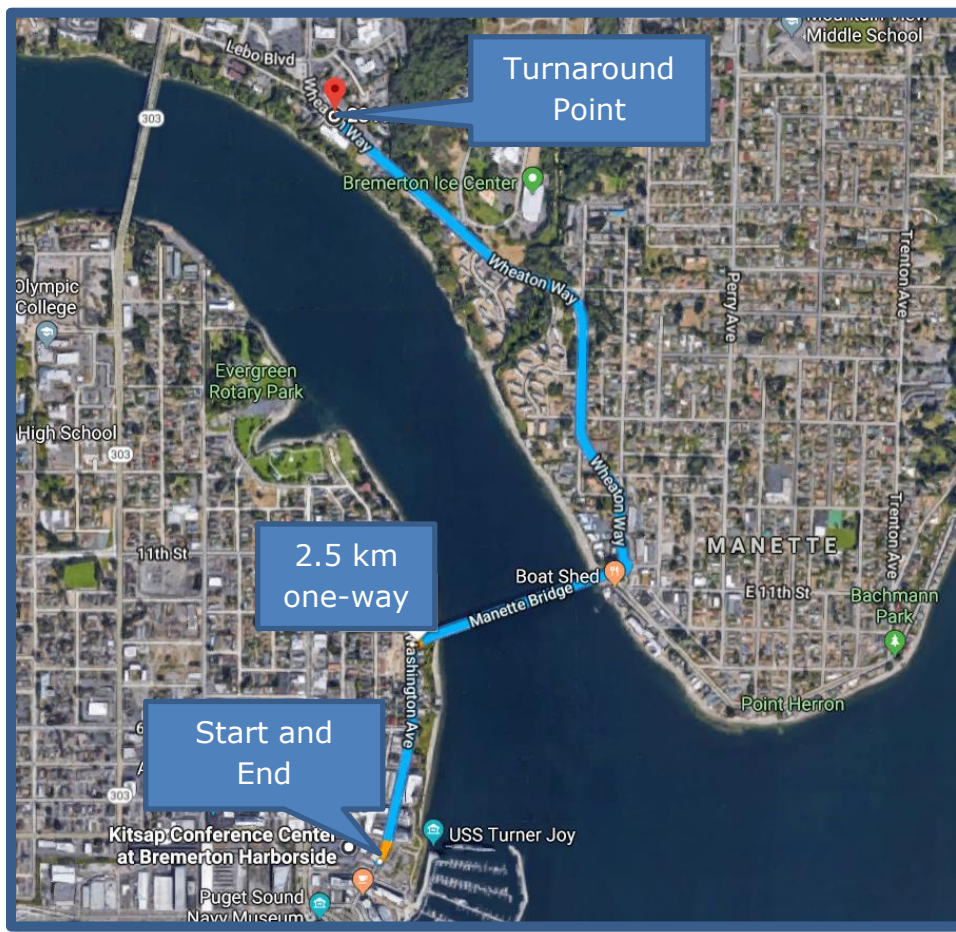 Mountain View
Middle School
Lebo Blvd
Turnaround
Point
Wheaton Way
303
Bremerton Ice Center
Wheaton Way
Perry Ave
Trenton Ave
Olympic
College
Evergreen
Rotary Park
High School
303
Wheaton Way
11th St
2.5 km
one-way
MANETTE
Boat Shed
Manette Bridge
E 11th St
Trenton Ave
Bachmann
Park
Washington Ave
Point Herron
Start and
End
303
Kitsap Conference Center
at Bremerton Harborside
USS Turner Joy
Puget Sound
Navy Museum